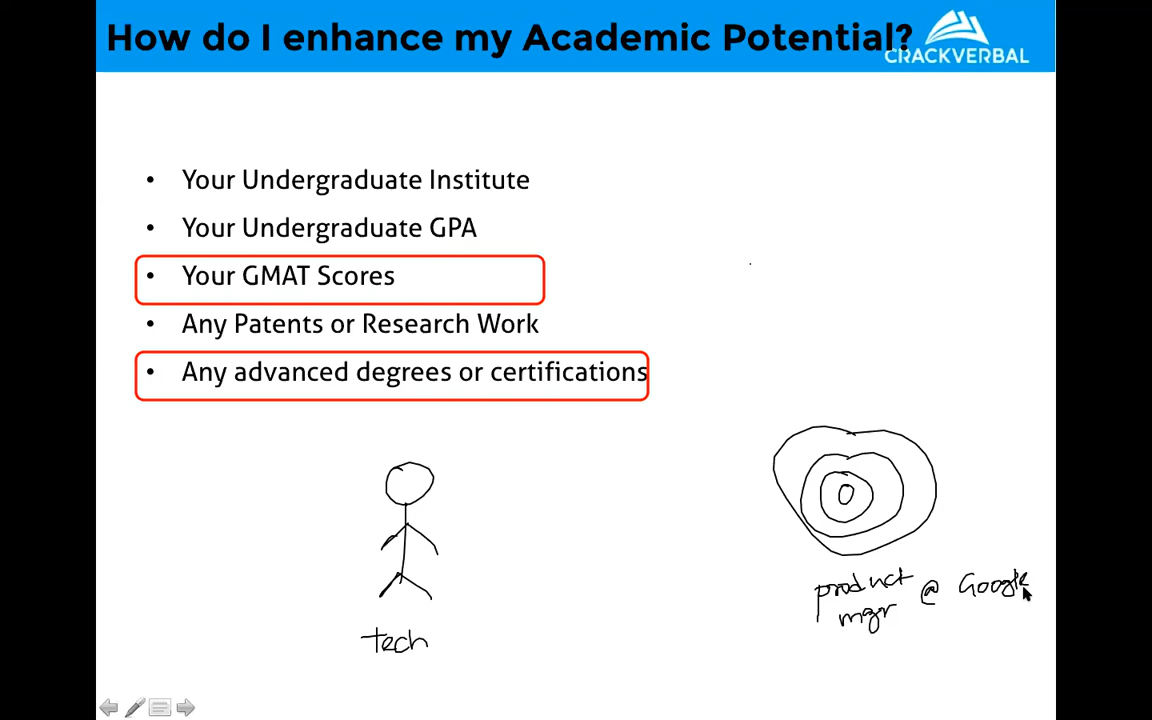 How do I enhance my Academic Potential?
CRACKVERBAL
• Your Undergraduate Institute
• Your Undergraduate GPA
• Your GMAT Scores
• Any Patents or Research Work
• Any advanced degrees or certifications
tech
product @ Google
mgr